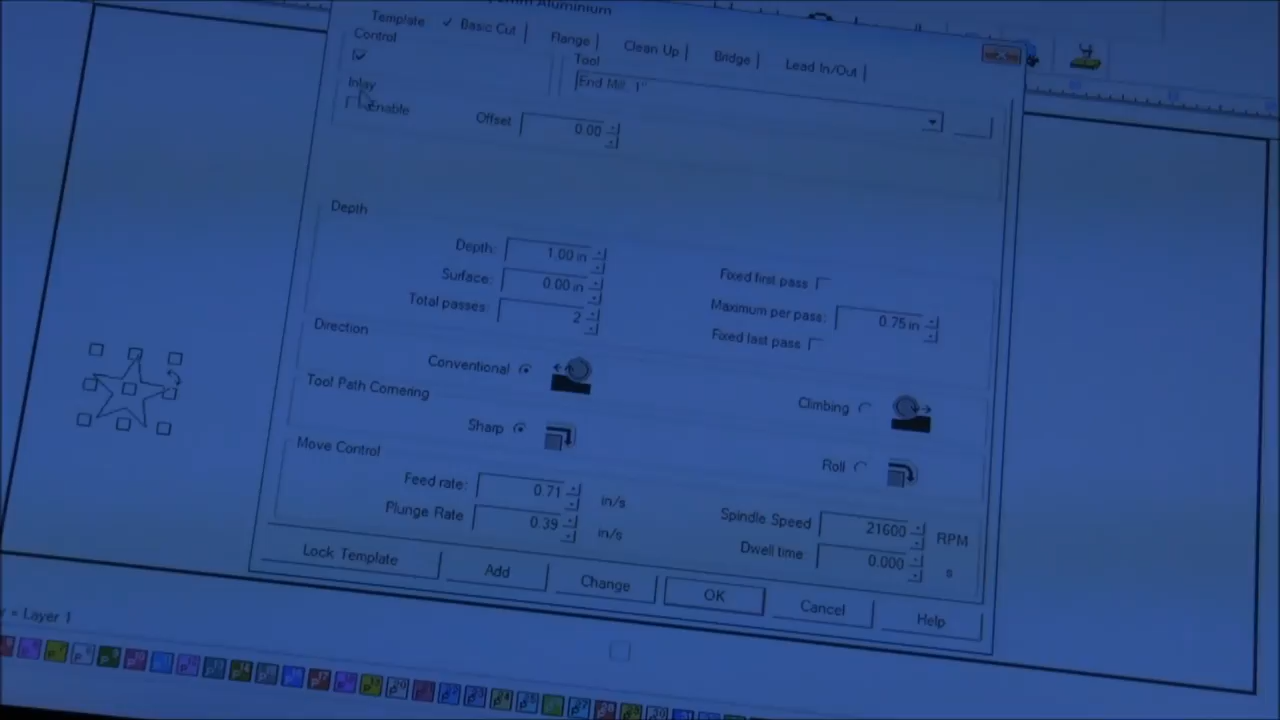 Aluminium
Template ✓ Basic Cut Flange Clean Up Bridge Lead In/Out
Control
Tool
End Mill, 1"
Inlay
Enable Offset 0.00
Depth
Depth: 1.00 in
Surface: 0.00 in
Total passes: 2
Fixed first pass
Maximum per pass: 0.75 in
Fixed last pass
Direction
Conventional Climbing
Tool Path Cornering
Sharp Roll
Move Control
Feed rate: 0.71 in/s
Plunge Rate 0.39 in/s
Spindle Speed 21600 RPM
Dwell time: 0.000 s
Lock Template Add Change OK Cancel Help
= Layer 1